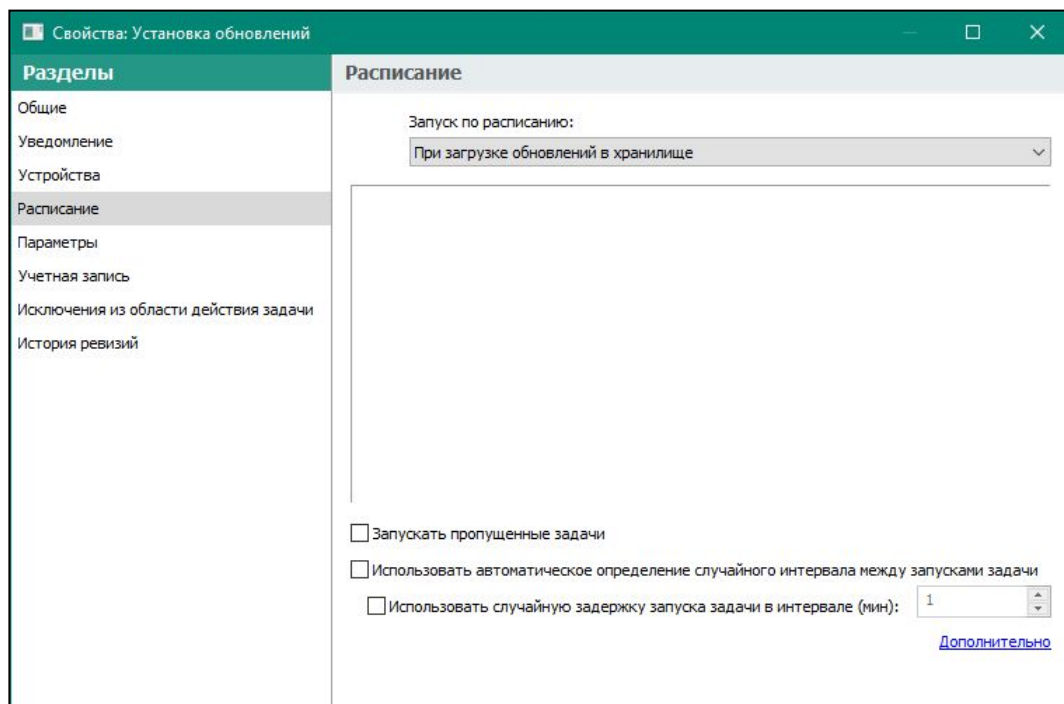 Свойства: Установка обновлений
Разделы
Общие
Уведомление
Устройства
Расписание
Параметры
Учетная запись
Исключения из области действия задачи
История ревизий
Расписание
Запуск по расписанию:
При загрузке обновлений в хранилище
Запускать пропущенные задачи
Использовать автоматическое определение случайного интервала между запусками задачи
Использовать случайную задержку запуска задачи в интервале (мин):
1
Дополнительно